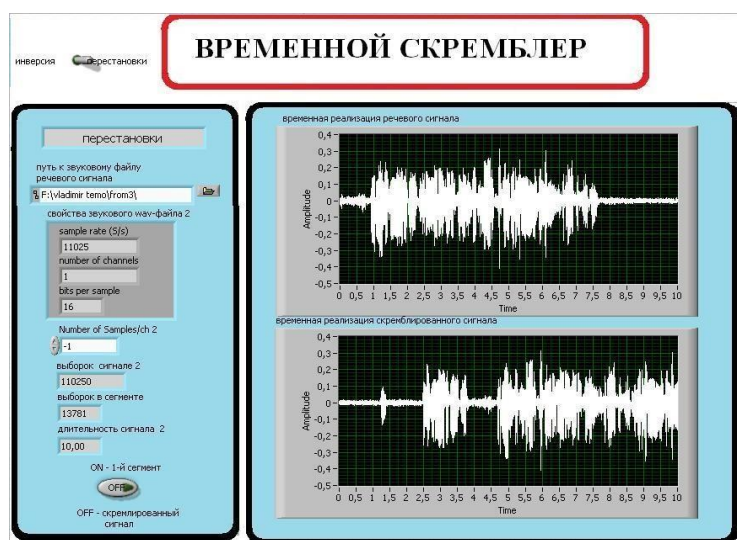 ВРЕМЕННОЙ СКРЕМБЛЕР
инверсия
перестановки
перестановки
путь к звуковому файлу
речевого сигнала
F:\vladimir temo\from3\
свойства звукового wav-файла 2
sample rate (S/s)
11025
number of channels
1
bits per sample
16
Number of Samples/ch 2
-1
выборок сигнале 2
110250
выборок в сегменте
13781
длительность сигнала 2
10,00
ON - 1-й сегмент
OFF
OFF - скремлированный
сигнал
временная реализация речевого сигнала
Amplitude
0,4
0,3
0,2
0,1
0
-0,1
-0,2
-0,3
-0,4
-0,5
0 0,5 1 1,5 2 2,5 3 3,5 4 4,5 5 5,5 6 6,5 7 7,5 8 8,5 9 9,5 10
Time
временная реализация скремблированного сигнала
Amplitude
0,4
0,3
0,2
0,1
0
-0,1
-0,2
-0,3
-0,4
-0,5
0 0,5 1 1,5 2 2,5 3 3,5 4 4,5 5 5,5 6 6,5 7 7,5 8 8,5 9 9,5 10
Time